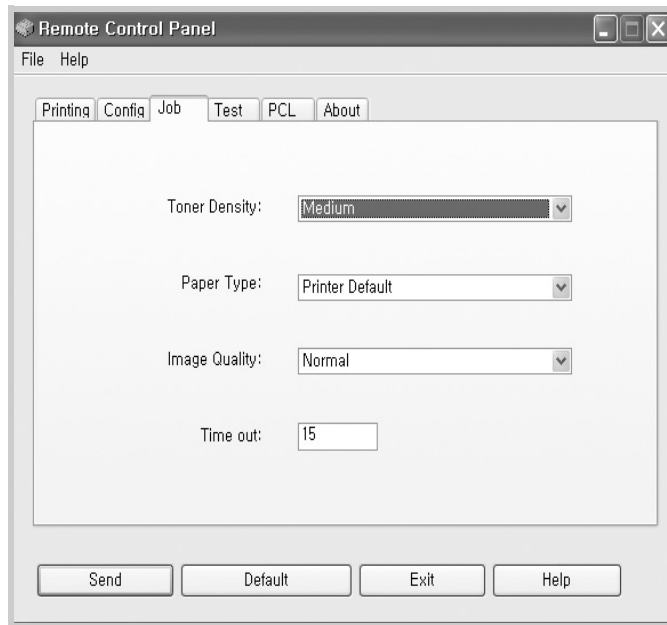 Remote Control Panel
File Help
Printing Config Job Test PCL About
Toner Density: Medium
Paper Type: Printer Default
Image Quality: Normal
Time out: 15
Send Default Exit Help